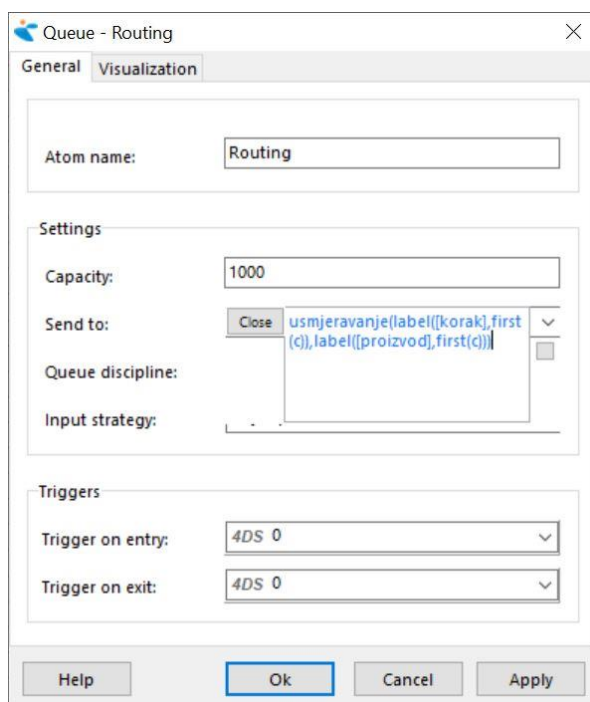 Queue - Routing
General Visualization
Atom name: Routing
Settings
Capacity: 1000
Send to: Close usmjeravanje(label([korak],first
(c)),label([proizvod],first(c)))
Queue discipline:
Input strategy:
Triggers
Trigger on entry: 4DS 0
Trigger on exit: 4DS 0
Help Ok Cancel Apply